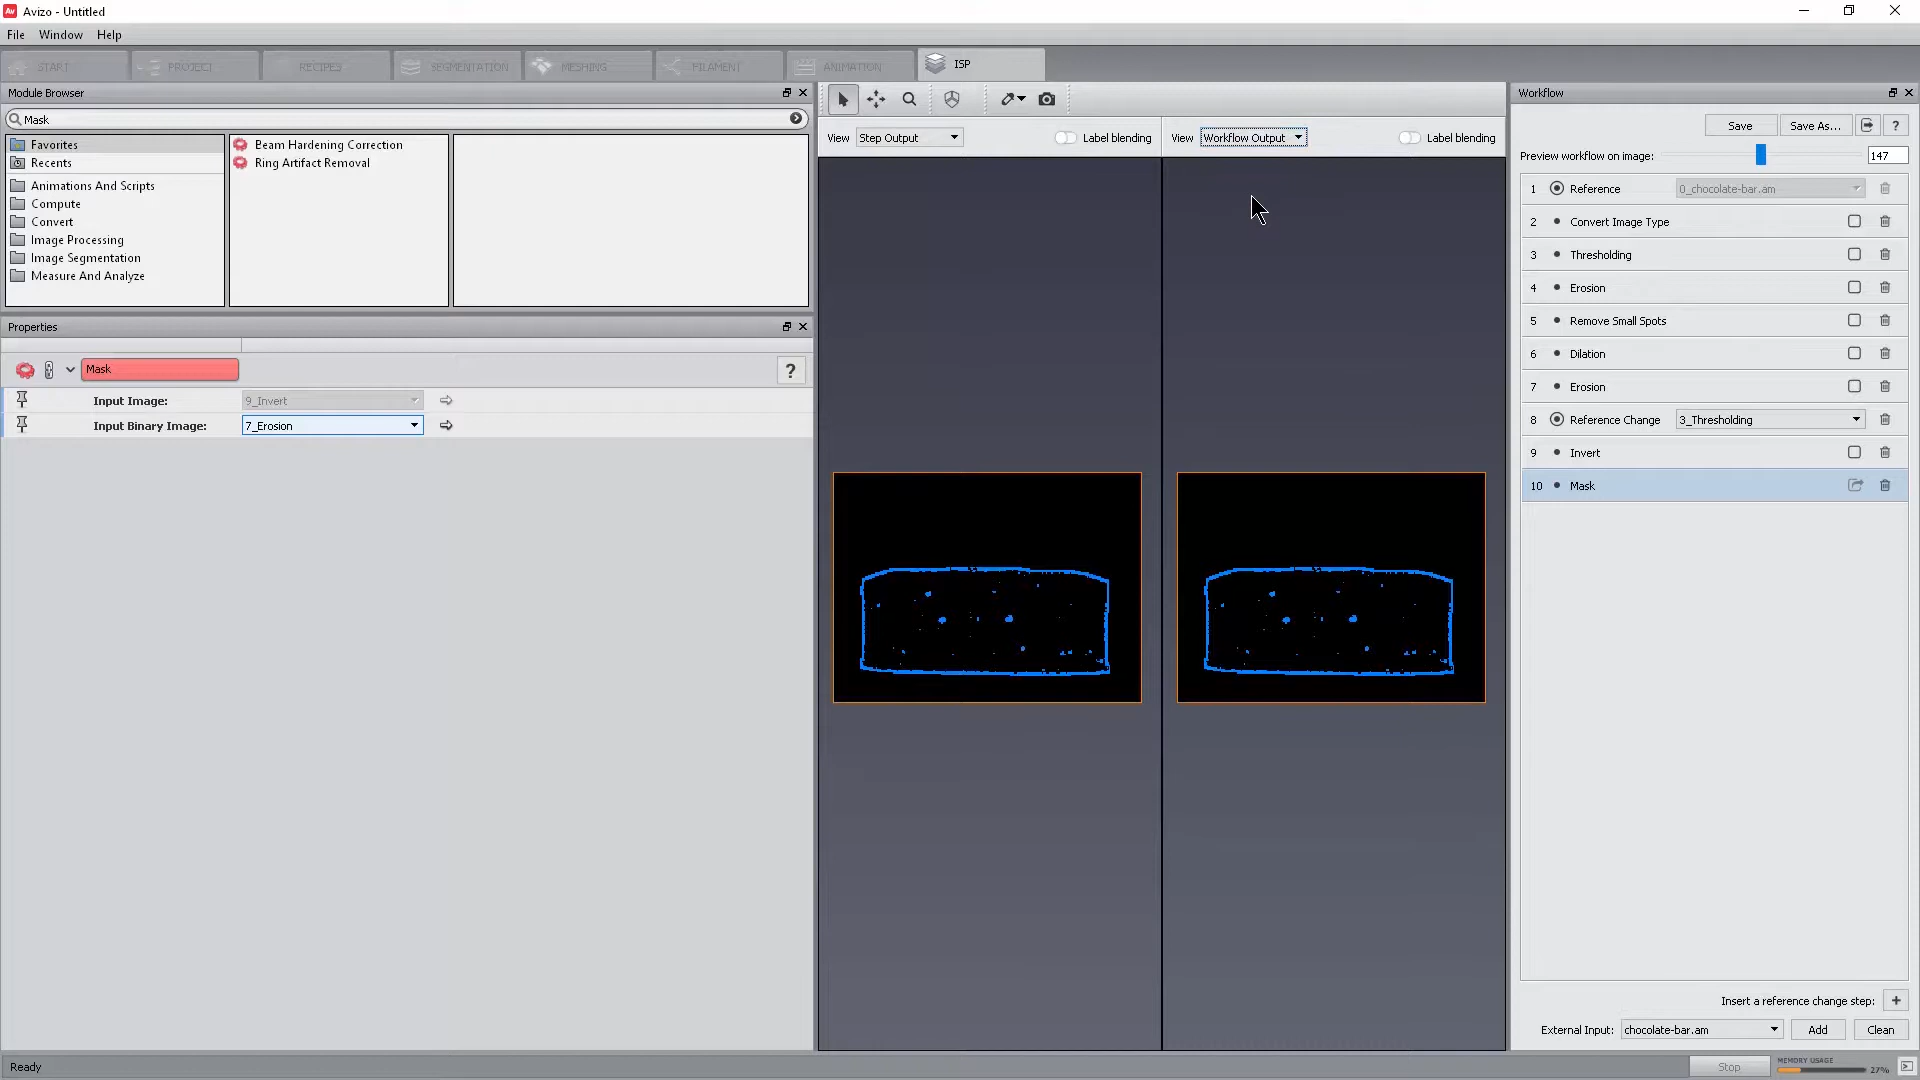 Avizo - Untitled
File Window Help
START PROJECT RECIPES SEGMENTATION MESHING FILAMENT ANIMATION ISP
Module Browser
Mask
Favorites
Recents
Animations And Scripts
Compute
Convert
Image Processing
Image Segmentation
Measure And Analyze
Beam Hardening Correction
Ring Artifact Removal
Properties
Mask
?
Input Image: 9_Invert
Input Binary Image: 7_Erosion
View Step Output Label blending
View Workflow Output Label blending
Workflow
Save Save As... ?
Preview workflow on image: 147
1 Reference 0_chocolate-bar.am
2 Convert Image Type
3 Thresholding
4 Erosion
5 Remove Small Spots
6 Dilation
7 Erosion
8 Reference Change 3_Thresholding
9 Invert
10 Mask
Insert a reference change step: +
External Input: chocolate-bar.am Add Clean
Ready
Stop
MEMORY USAGE
27%